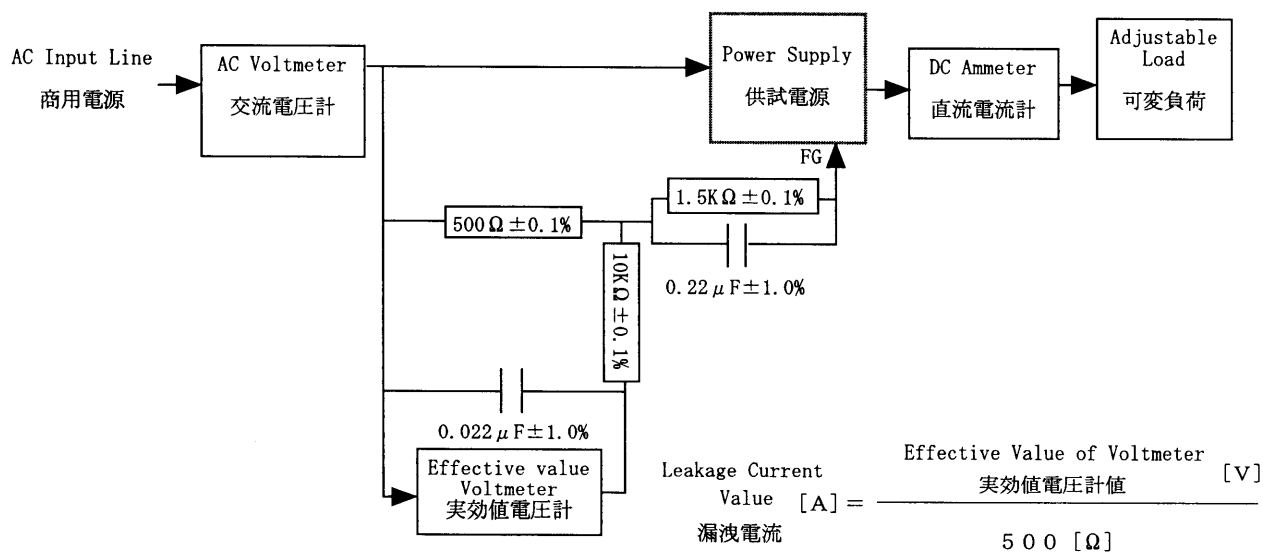 AC Input Line
商用電源
AC Voltmeter
交流電圧計
Power Supply
供試電源
DC Ammeter
直流電流計
Adjustable
Load
可変負荷
FG
1.5KΩ±0.1%
500Ω±0.1%
10KΩ±0.1%
0.22μF±1.0%
0.022μF±1.0%
Effective value
Voltmeter
実効値電圧計
Leakage Current
Value [A]=
漏洩電流
Effective Value of Voltmeter
実効値電圧計値 [V]
500 [Ω]